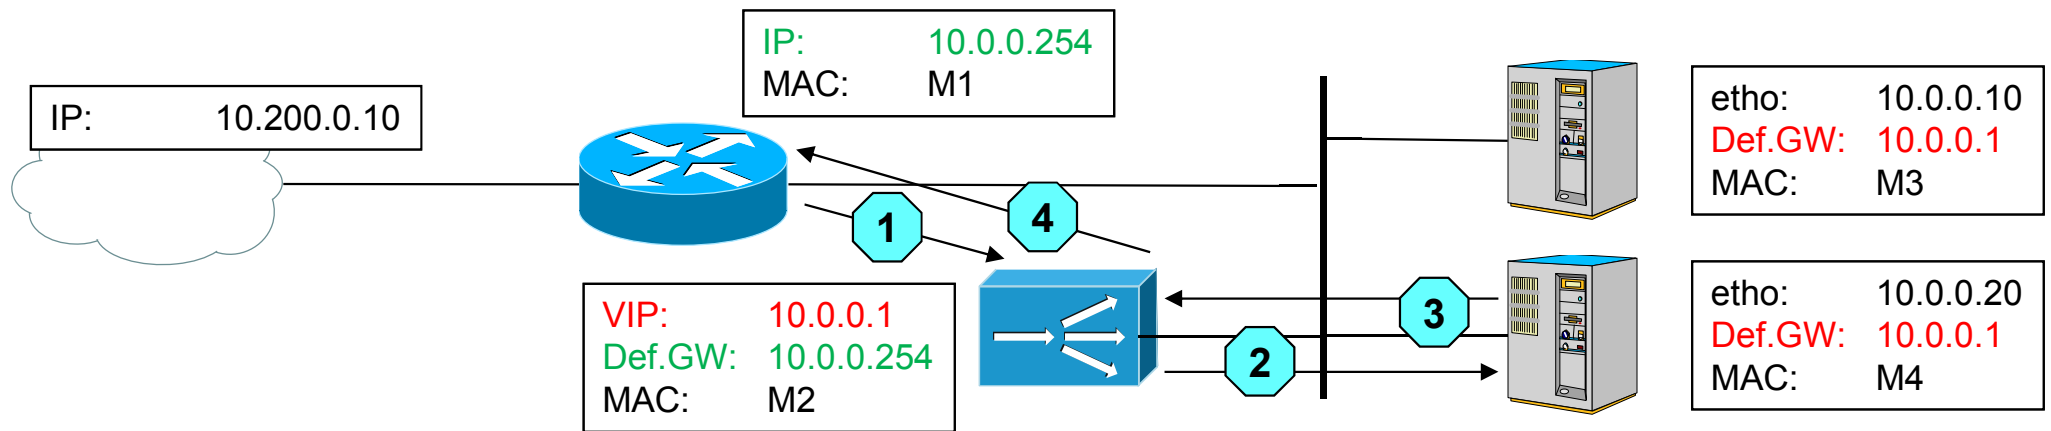 IP: 10.0.0.254
MAC: M1
IP: 10.200.0.10
etho: 10.0.0.10
Def.GW: 10.0.0.1
MAC: M3
1
4
VIP: 10.0.0.1
Def.GW: 10.0.0.254
MAC: M2
3
2
etho: 10.0.0.20
Def.GW: 10.0.0.1
MAC: M4